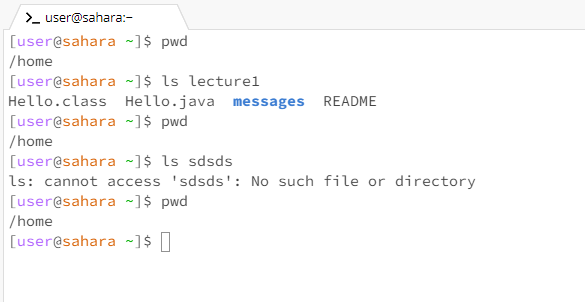 >_ user@sahara:~
[user@sahara ~]$ pwd
/home
[user@sahara ~]$ ls lecture1
Hello.class  Hello.java  messages  README
[user@sahara ~]$ pwd
/home
[user@sahara ~]$ ls sdsds
ls: cannot access 'sdsds': No such file or directory
[user@sahara ~]$ pwd
/home
[user@sahara ~]$